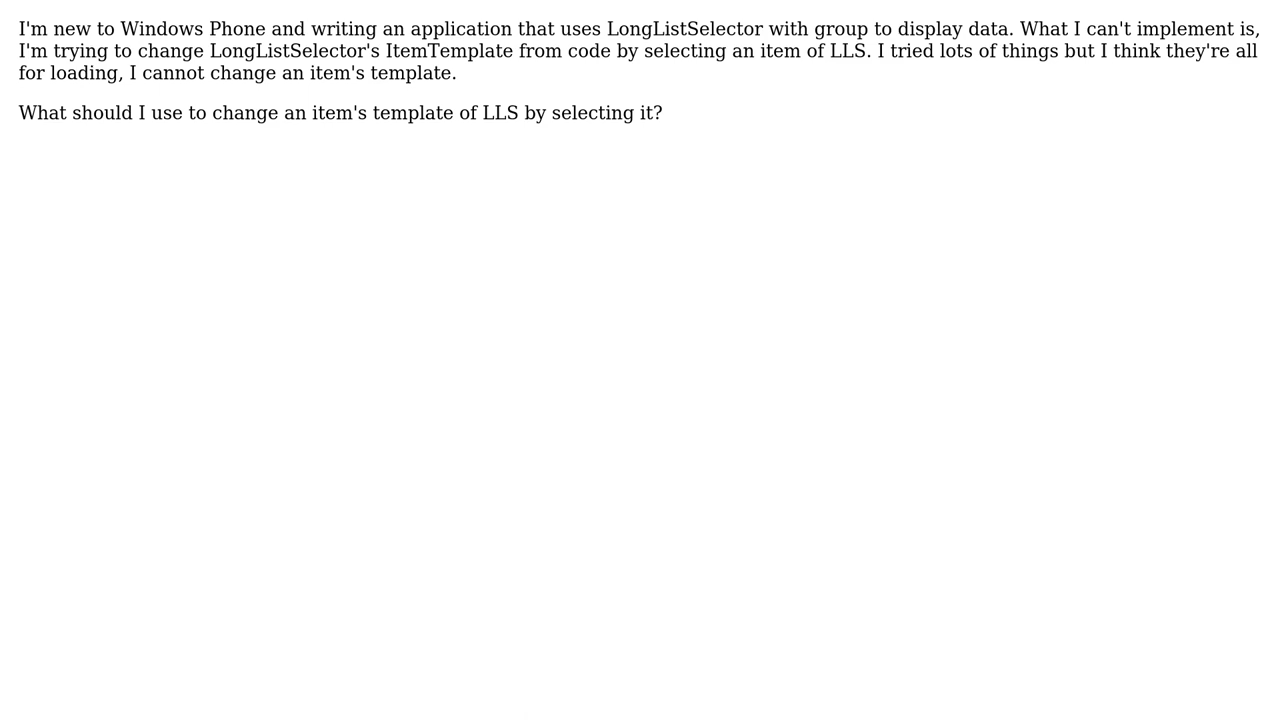 I'm new to Windows Phone and writing an application that uses LongListSelector with group to display data. What I can't implement is,
I'm trying to change LongListSelector's ItemTemplate from code by selecting an item of LLS. I tried lots of things but I think they're all
for loading, I cannot change an item's template.
What should I use to change an item's template of LLS by selecting it?